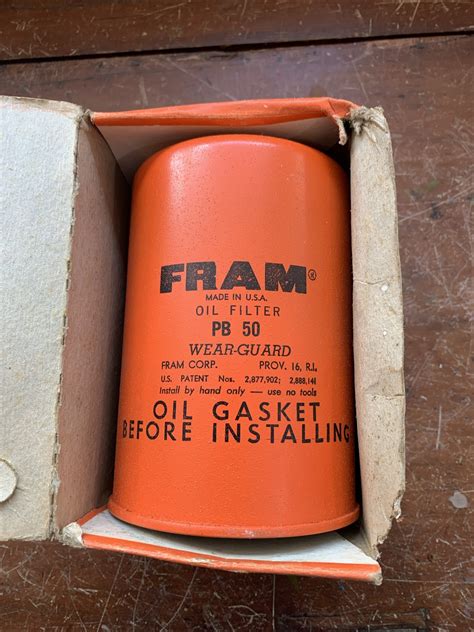 FRAM®
MADE IN U.S.A.
OIL FILTER
PB 50
WEAR-GUARD
FRAM CORP. PROV. 16, R.I.
U.S. PATENT Nos. 2,877,902; 2,888,141
Install by hand only — use no tools
OIL GASKET
BEFORE INSTALLING